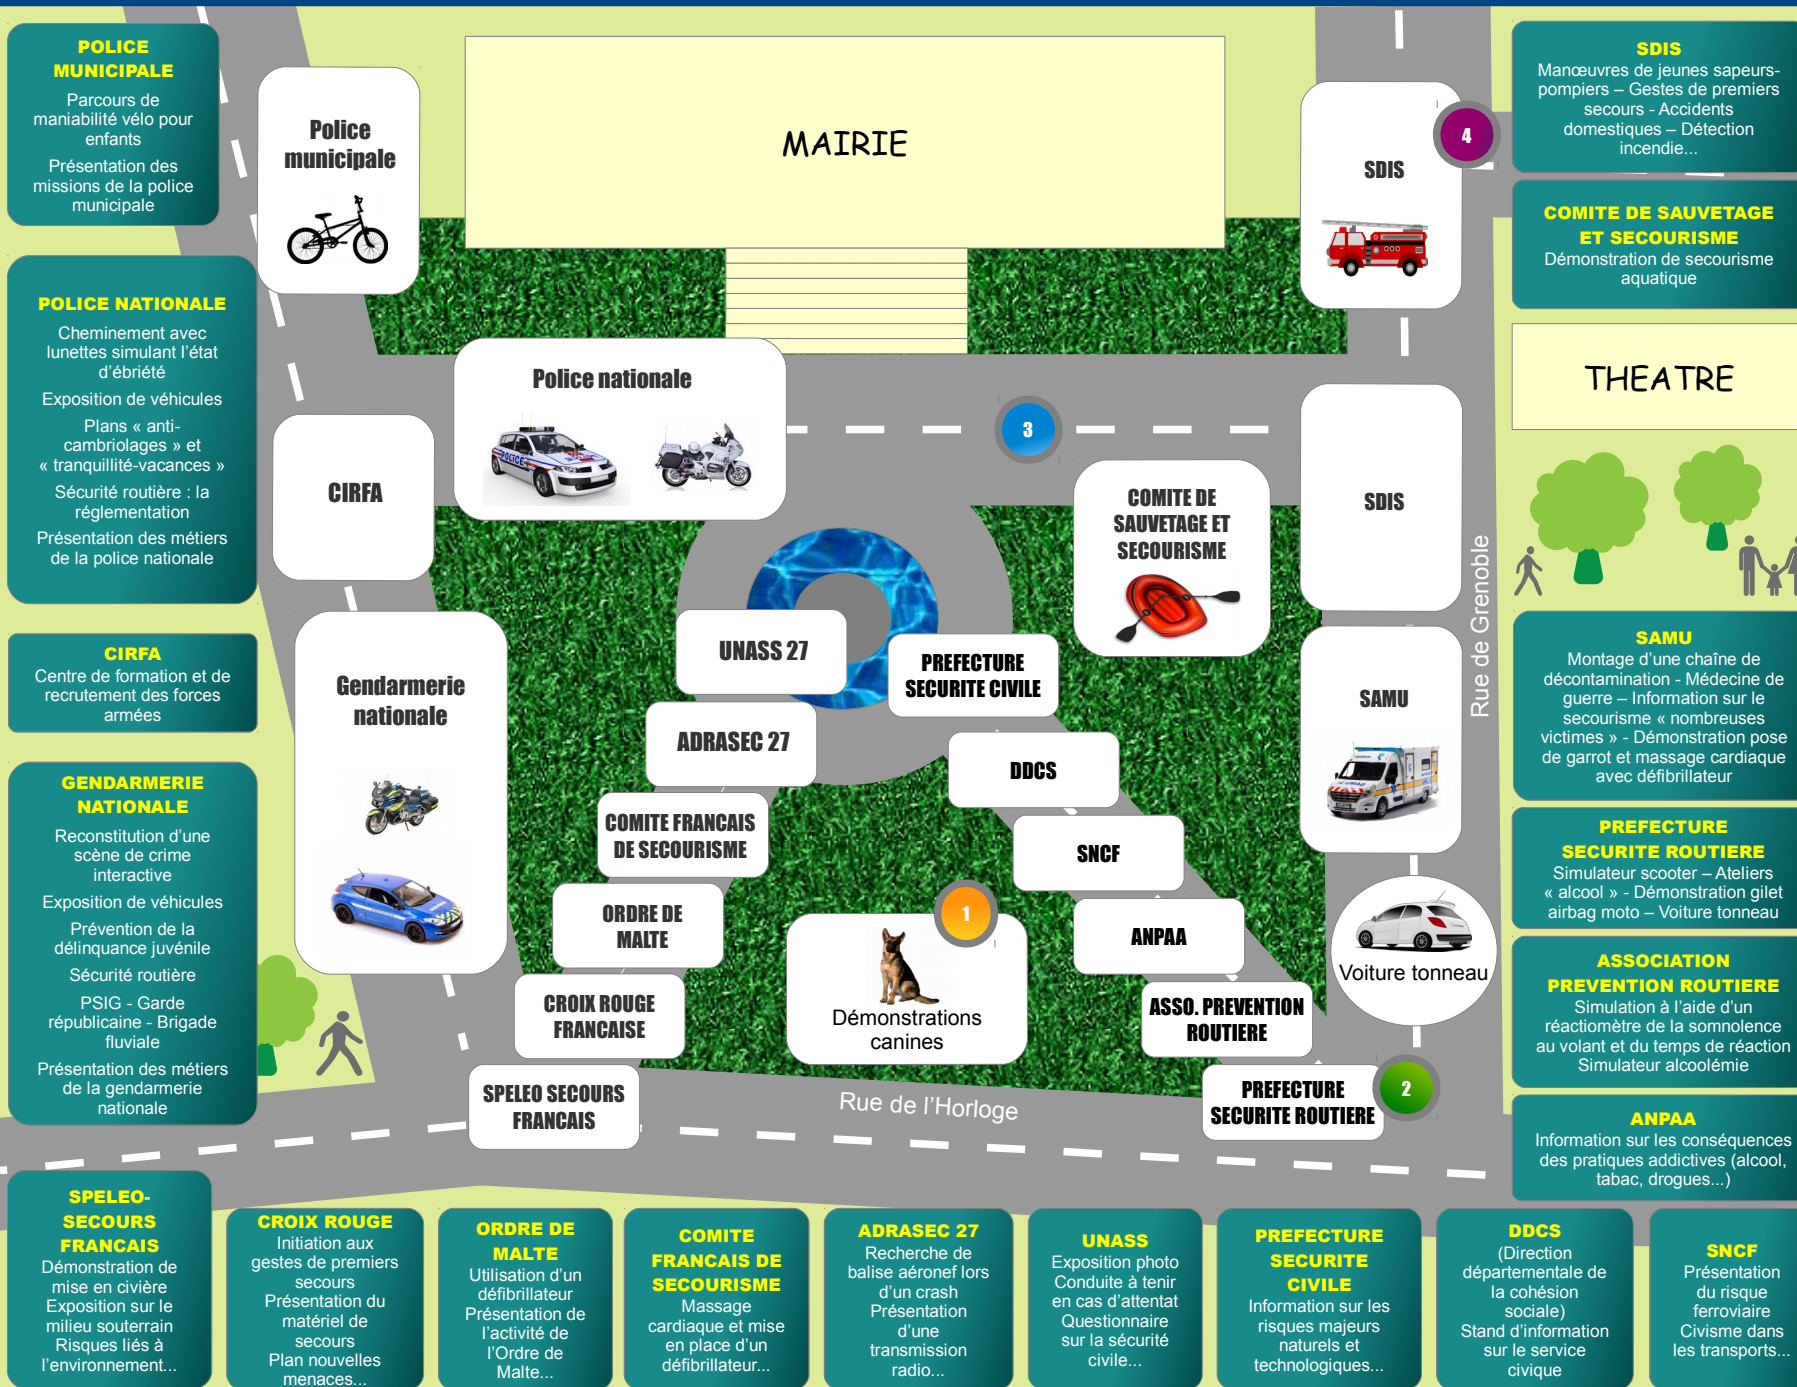 POLICE
MUNICIPALE
Parcours de
maniabilité vélo pour
enfants
Présentation des
missions de la police
municipale
POLICE NATIONALE
Cheminement avec
lunettes simulant l'état
d'ébriété
Exposition de véhicules
Plans « anti-
cambriolages » et
« tranquillité-vacances »
Sécurité routière : la
réglementation
Présentation des métiers
de la police nationale
CIRFA
Centre de formation et de
recrutement des forces
armées
GENDARMERIE
NATIONALE
Reconstitution d'une
scène de crime
interactive
Exposition de véhicules
Prévention de la
délinquance juvénile
Sécurité routière
PSIG - Garde
républicaine - Brigade
fluviale
Présentation des métiers
de la gendarmerie
nationale
Police
municipale
MAIRIE
SDIS
4
Police nationale
POLICE
3
CIRFA
COMITE DE
SAUVETAGE ET
SECOURISME
SDIS
Rue de Grenoble
Gendarmerie
nationale
UNASS 27
PREFECTURE
SECURITE CIVILE
SAMU
ADRASEC 27
DDCS
COMITE FRANCAIS
DE SECOURISME
SNCF
ORDRE DE
MALTE
1
Démonstrations
canines
ANPAA
Voiture tonneau
CROIX ROUGE
FRANCAISE
ASSO. PREVENTION
ROUTIERE
SPELEO SECOURS
FRANCAIS
Rue de l'Horloge
PREFECTURE
SECURITE ROUTIERE
2
SDIS
Manœuvres de jeunes sapeurs-
pompiers – Gestes de premiers
secours - Accidents
domestiques – Détection
incendie...
COMITE DE SAUVETAGE
ET SECOURISME
Démonstration de secourisme
aquatique
THEATRE
SAMU
Montage d'une chaîne de
décontamination - Médecine de
guerre – Information sur le
secourisme « nombreuses
victimes » - Démonstration pose
de garrot et massage cardiaque
avec défibrillateur
PREFECTURE
SECURITE ROUTIERE
Simulateur scooter – Ateliers
« alcool » - Démonstration gilet
airbag moto – Voiture tonneau
ASSOCIATION
PREVENTION ROUTIERE
Simulation à l'aide d'un
réactiomètre de la somnolence
au volant et du temps de réaction
Simulateur alcoolémie
ANPAA
Information sur les conséquences
des pratiques addictives (alcool,
tabac, drogues...)
SPELEO-
SECOURS
FRANCAIS
Démonstration de
mise en civière
Exposition sur le
milieu souterrain
Risques liés à
l'environnement...
CROIX ROUGE
Initiation aux
gestes de premiers
secours
Présentation du
matériel de
secours
Plan nouvelles
menaces...
ORDRE DE
MALTE
Utilisation d'un
défibrillateur
Présentation de
l'activité de
l'Ordre de
Malte...
COMITE
FRANCAIS DE
SECOURISME
Massage
cardiaque et mise
en place d'un
défibrillateur...
ADRASEC 27
Recherche de
balise aéronef lors
d'un crash
Présentation
d'une
transmission
radio...
UNASS
Exposition photo
Conduite à tenir
en cas d'attentat
Questionnaire
sur la sécurité
civile...
PREFECTURE
SECURITE
CIVILE
Information sur les
risques majeurs
naturels et
technologiques...
DDCS
(Direction
départementale de
la cohésion
sociale)
Stand d'information
sur le service
civique
SNCF
Présentation
du risque
ferroviaire
Civisme dans
les transports...